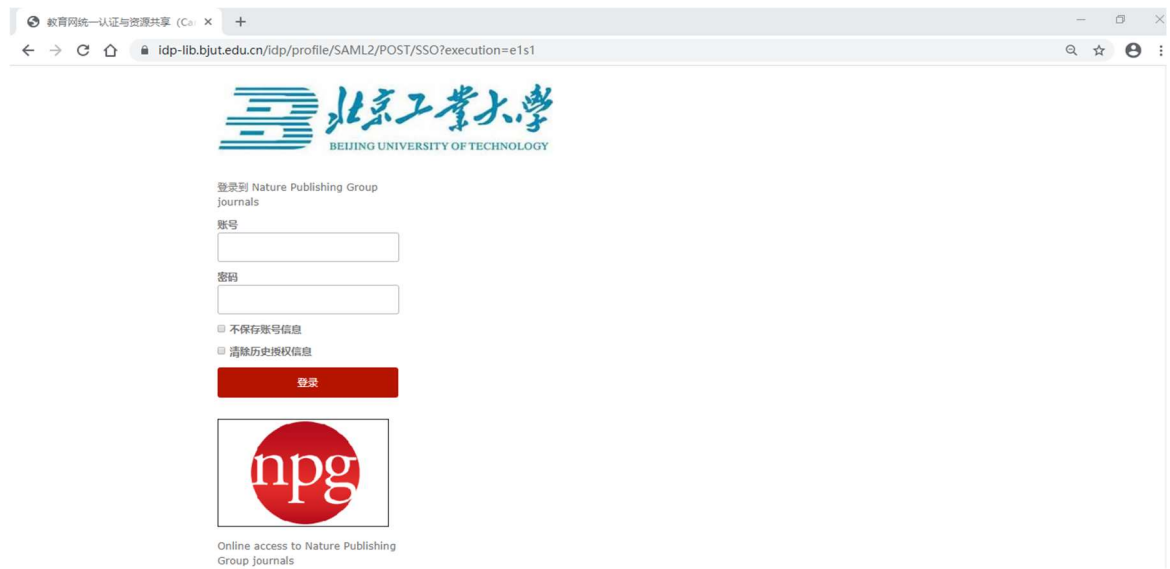 教育网统一认证与资源共享 (Ca
idp-lib.bjut.edu.cn/idp/profile/SAML2/POST/SSO?execution=e1s1
北京工業大學
BEIJING UNIVERSITY OF TECHNOLOGY
登录到 Nature Publishing Group
journals
账号
密码
不保存账号信息
清除历史授权信息
登录
npg
Online access to Nature Publishing
Group journals